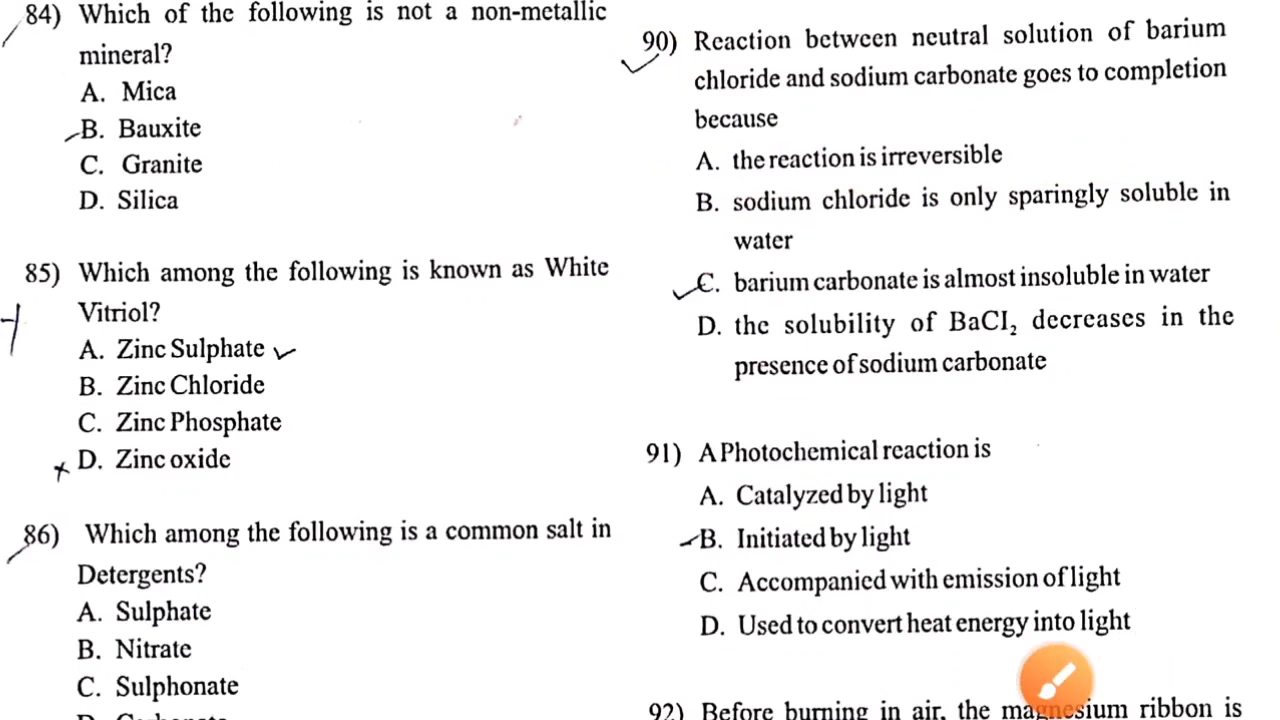 84) Which of the following is not a non-metallic
mineral?
A. Mica
B. Bauxite
C. Granite
D. Silica
85) Which among the following is known as White
Vitriol?
A. Zinc Sulphate
B. Zinc Chloride
C. Zinc Phosphate
D. Zinc oxide
86) Which among the following is a common salt in
Detergents?
A. Sulphate
B. Nitrate
C. Sulphonate
90) Reaction between neutral solution of barium
chloride and sodium carbonate goes to completion
because
A. the reaction is irreversible
B. sodium chloride is only sparingly soluble in
water
C. barium carbonate is almost insoluble in water
D. the solubility of BaCI₂ decreases in the
presence of sodium carbonate
91) A Photochemical reaction is
A. Catalyzed by light
B. Initiated by light
C. Accompanied with emission of light
D. Used to convert heat energy into light
92) Before burning in air, the magnesium ribbon is